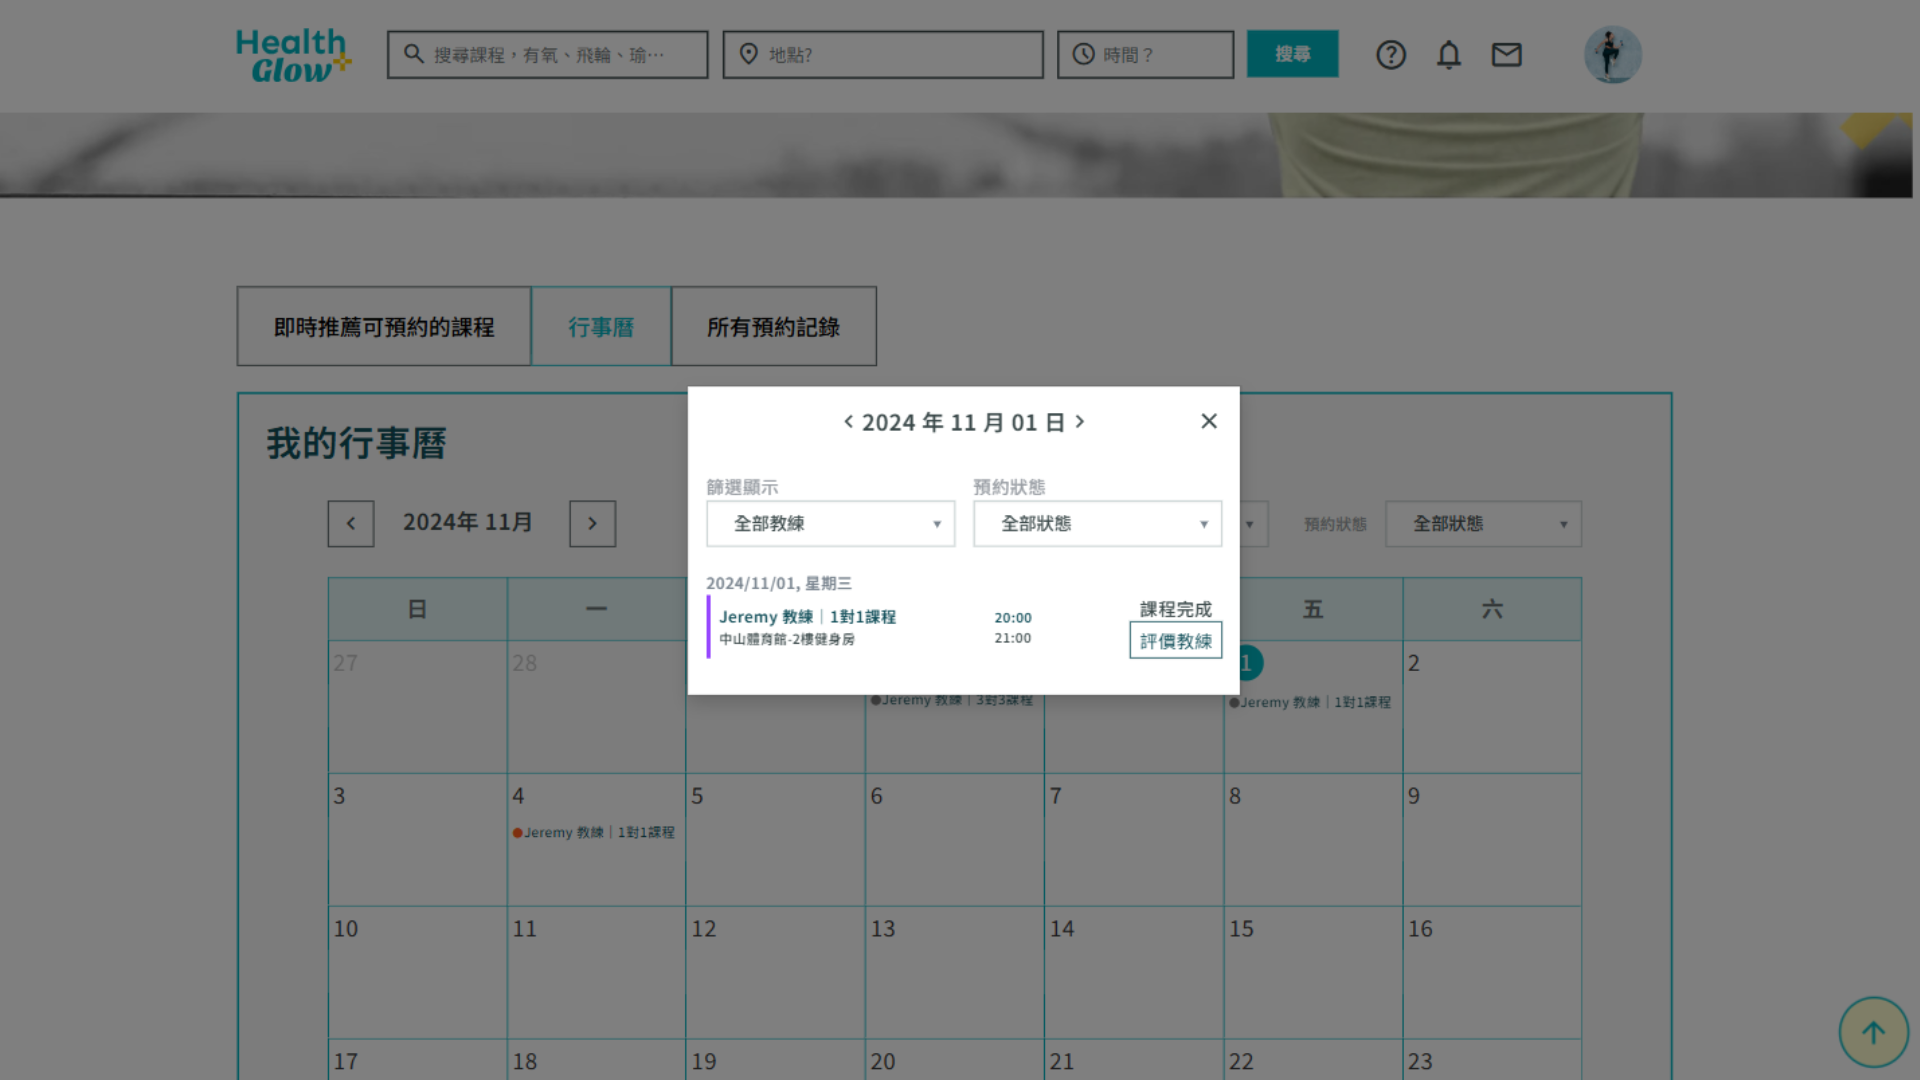 Health
Glow
搜尋課程，有氧、飛輪、瑜…
地點?
時間？
搜尋
即時推薦可預約的課程
行事曆
所有預約記錄
我的行事曆
2024年 11月
預約狀態
全部狀態
2024 年 11 月 01 日
篩選顯示
預約狀態
全部教練
全部狀態
2024/11/01, 星期三
Jeremy 教練｜1對1課程
中山體育館-2樓健身房
20:00
21:00
課程完成
評價教練
日
一
五
六
27
28
1
2
Jeremy 教練｜3對3課程
Jeremy 教練｜1對1課程
3
4
5
6
7
8
9
Jeremy 教練｜1對1課程
10
11
12
13
14
15
16
17
18
19
20
21
22
23